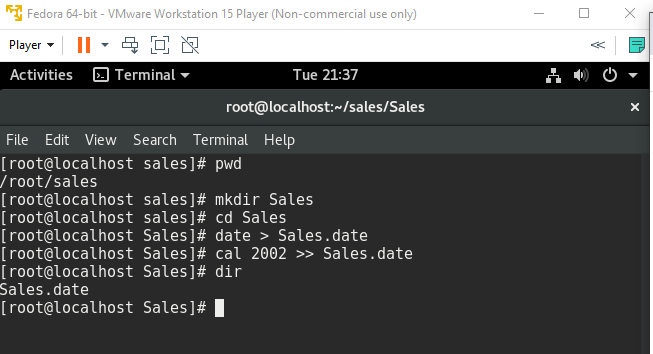 Fedora 64-bit - VMware Workstation 15 Player (Non-commercial use only)
Player
Activities Terminal Tue 21:37
root@localhost:~/sales/Sales
File Edit View Search Terminal Help
[root@localhost sales]# pwd
/root/sales
[root@localhost sales]# mkdir Sales
[root@localhost sales]# cd Sales
[root@localhost Sales]# date > Sales.date
[root@localhost Sales]# cal 2002 >> Sales.date
[root@localhost Sales]# dir
Sales.date
[root@localhost Sales]#